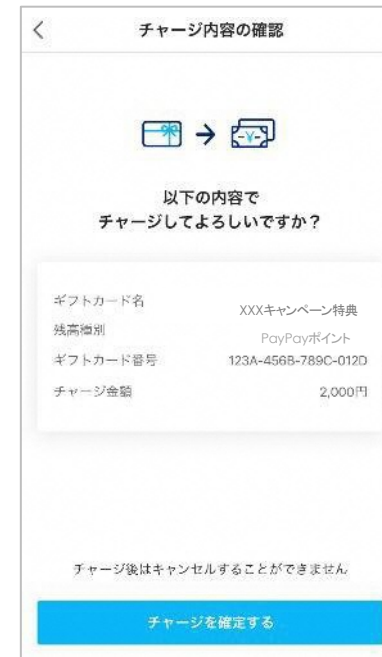 チャージ内容の確認
以下の内容で
チャージしてよろしいですか？
ギフトカード名 XXXキャンペーン特典
残高種別 PayPayポイント
ギフトカード番号 123A-456B-789C-012D
チャージ金額 2,000円
チャージ後はキャンセルすることができません
チャージを確定する